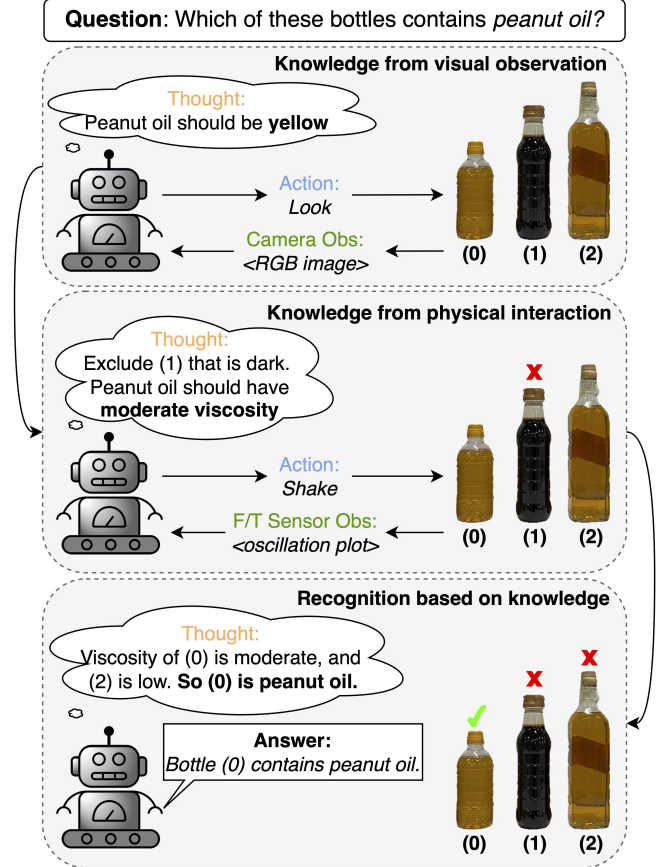 Question: Which of these bottles contains peanut oil?
Knowledge from visual observation
Thought:
Peanut oil should be yellow
Action:
Look
Camera Obs:
<RGB image>
(0)
(1)
(2)
Knowledge from physical interaction
Thought:
Exclude (1) that is dark.
Peanut oil should have
moderate viscosity
X
Action:
Shake
F/T Sensor Obs:
<oscillation plot>
(0)
(1)
(2)
Recognition based on knowledge
Thought:
Viscosity of (0) is moderate, and
(2) is low. So (0) is peanut oil.
X
X
✓
Answer:
Bottle (0) contains peanut oil.
(0)
(1)
(2)